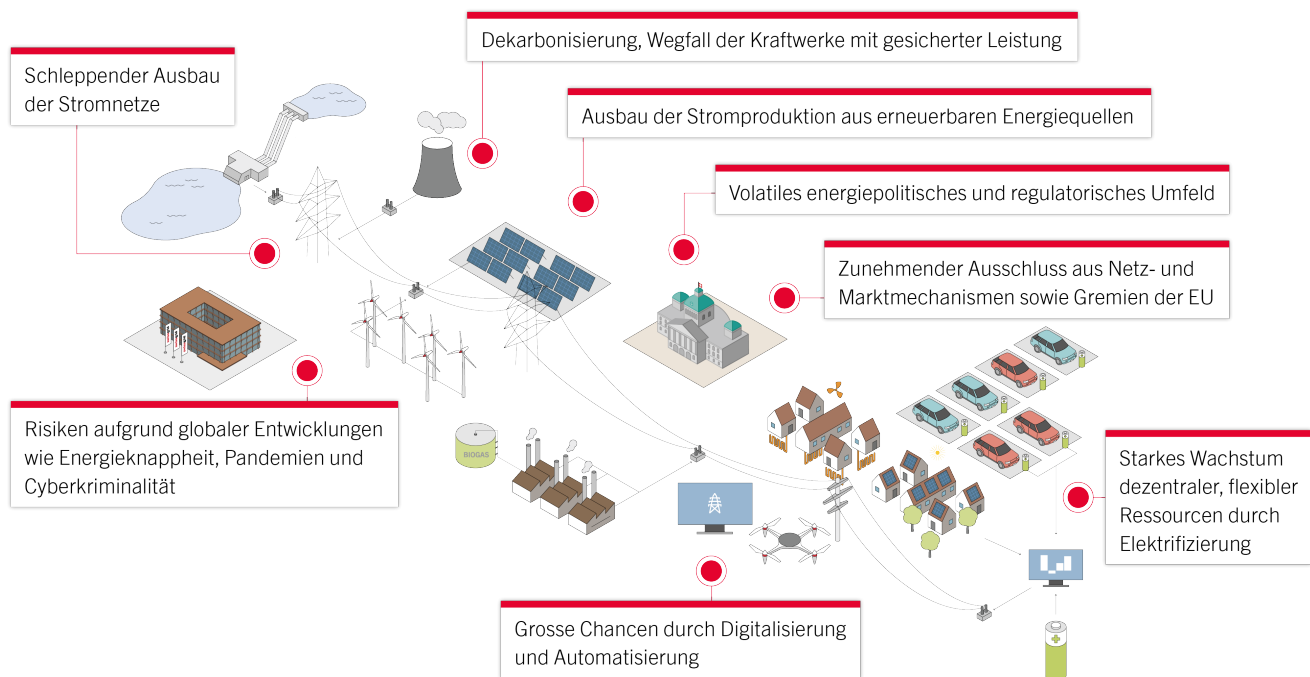 Dekarbonisierung, Wegfall der Kraftwerke mit gesicherter Leistung
Schleppender Ausbau
der Stromnetze
Ausbau der Stromproduktion aus erneuerbaren Energiequellen
Volatiles energiepolitisches und regulatorisches Umfeld
Zunehmender Ausschluss aus Netz- und
Marktmechanismen sowie Gremien der EU
Risiken aufgrund globaler Entwicklungen
wie Energieknappheit, Pandemien und
Cyberkriminalität
BIOGAS
Starkes Wachstum
dezentraler, flexibler
Ressourcen durch
Elektrifizierung
Grosse Chancen durch Digitalisierung
und Automatisierung